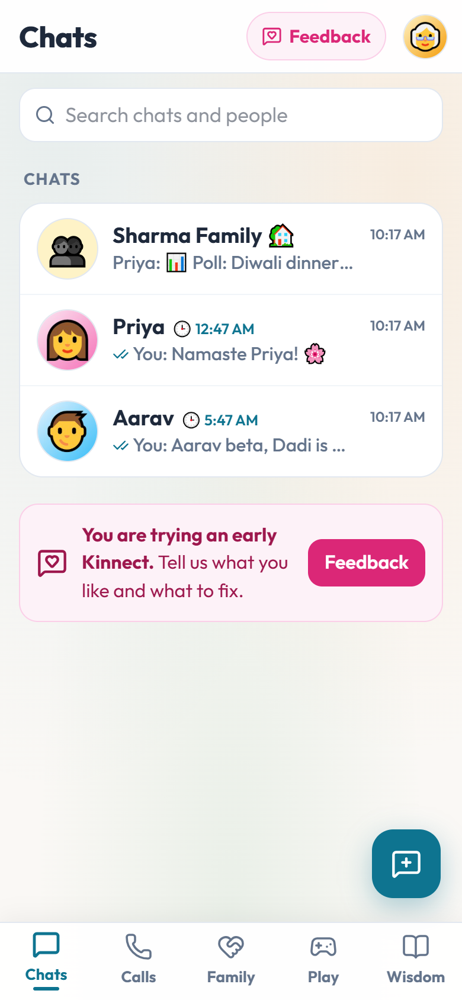 Chats
Feedback
Search chats and people
CHATS
Sharma Family 🏠 10:17 AM
Priya: 📊 Poll: Diwali dinner...
Priya 🕒 12:47 AM 10:17 AM
You: Namaste Priya! 🌸
Aarav 🕒 5:47 AM 10:17 AM
You: Aarav beta, Dadi is ...
You are trying an early
Kinnect. Tell us what you
like and what to fix.
Feedback
Chats Calls Family Play Wisdom